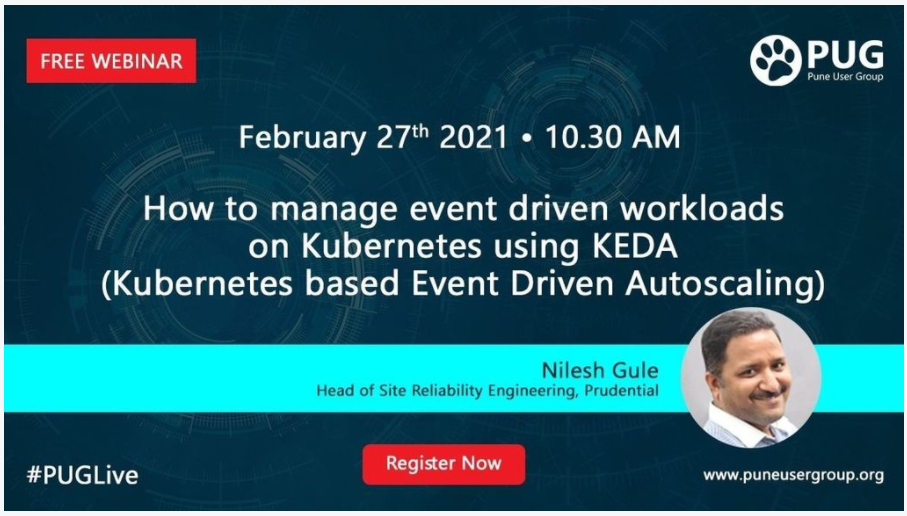 FREE WEBINAR
PUG
Pune User Group
February 27th 2021 • 10.30 AM
How to manage event driven workloads
on Kubernetes using KEDA
(Kubernetes based Event Driven Autoscaling)
Nilesh Gule
Head of Site Reliability Engineering, Prudential
#PUGLive
Register Now
www.puneusergroup.org